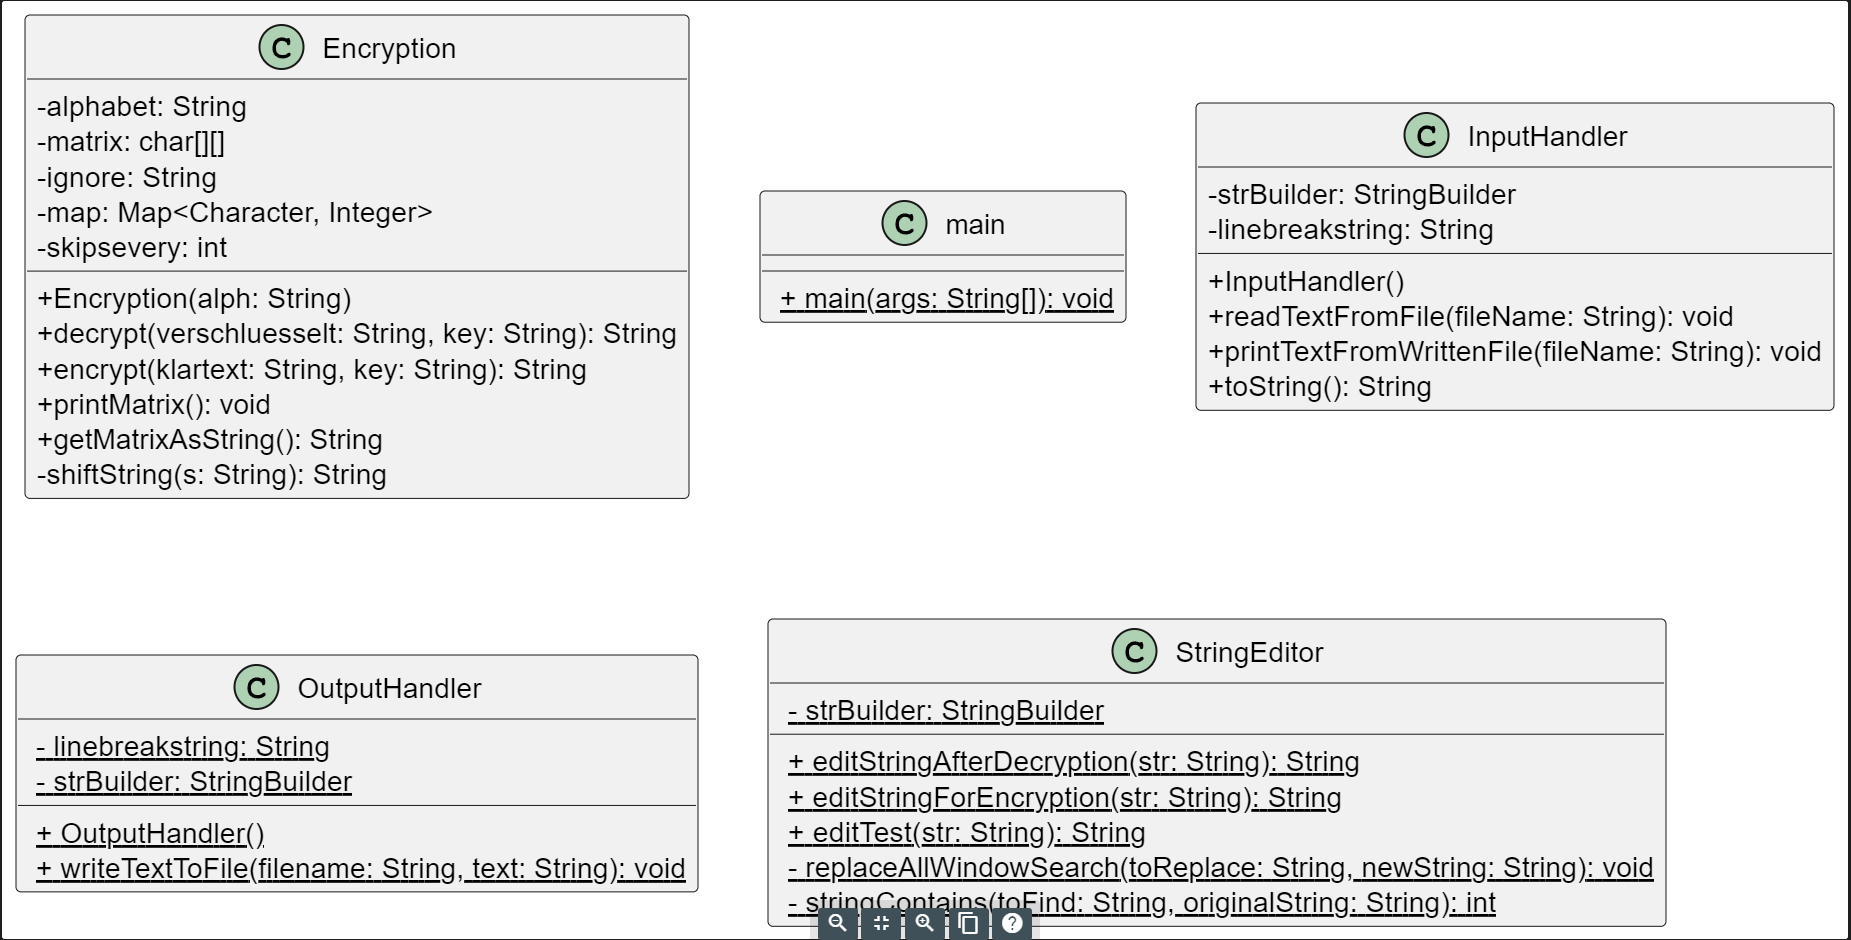 C Encryption
-alphabet: String
-matrix: char[][]
-ignore: String
-map: Map<Character, Integer>
-skipsevery: int
+Encryption(alph: String)
+decrypt(verschluesselt: String, key: String): String
+encrypt(klartext: String, key: String): String
+printMatrix(): void
+getMatrixAsString(): String
-shiftString(s: String): String
C main
+ main(args: String[]): void
C InputHandler
-strBuilder: StringBuilder
-linebreakstring: String
+InputHandler()
+readTextFromFile(fileName: String): void
+printTextFromWrittenFile(fileName: String): void
+toString(): String
C OutputHandler
- linebreakstring: String
- strBuilder: StringBuilder
+ OutputHandler()
+ writeTextToFile(filename: String, text: String): void
C StringEditor
- strBuilder: StringBuilder
+ editStringAfterDecryption(str: String): String
+ editStringForEncryption(str: String): String
+ editTest(str: String): String
- replaceAllWindowSearch(toReplace: String, newString: String): void
- stringContains(toFind: String, originalString: String): int